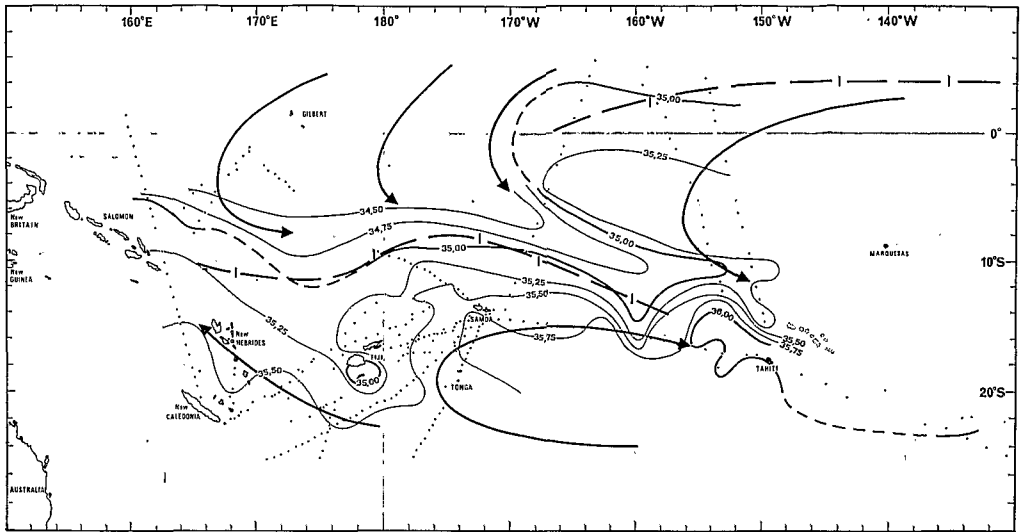 160°E 170°E 180° 170°W 160°W 150°W 140°W
GILBERT
35,00
0°
35,25
34,50
New
BRITAIN
SALOMON
34,75
35,00
35,00
MARQUESAS
10°S
New
GUINEA
35,25
35,50
36,00
SAMOA
35,25
35,75
New
HEBRIDES
35,50
35,75
FIJI
TAHITI
35,50
35,00
TONGA
20°S
New
CALEDONIA
AUSTRALIA